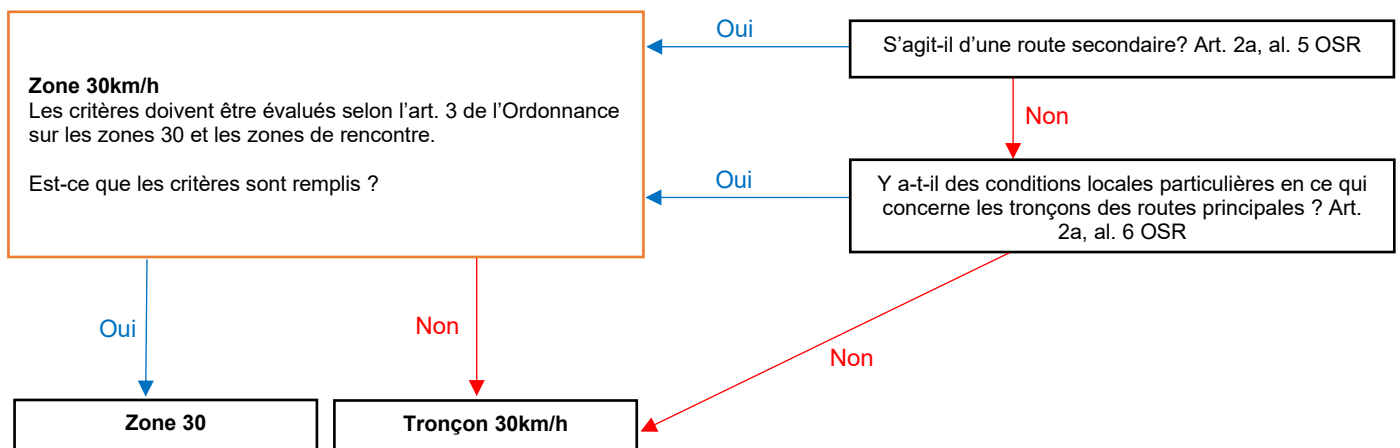 Oui
S’agit-il d’une route secondaire? Art. 2a, al. 5 OSR
Zone 30km/h
Les critères doivent être évalués selon l’art. 3 de l’Ordonnance
sur les zones 30 et les zones de rencontre.
Est-ce que les critères sont remplis ?
Non
Oui
Y a-t-il des conditions locales particulières en ce qui
concerne les tronçons des routes principales ? Art.
2a, al. 6 OSR
Oui
Non
Non
Zone 30
Tronçon 30km/h